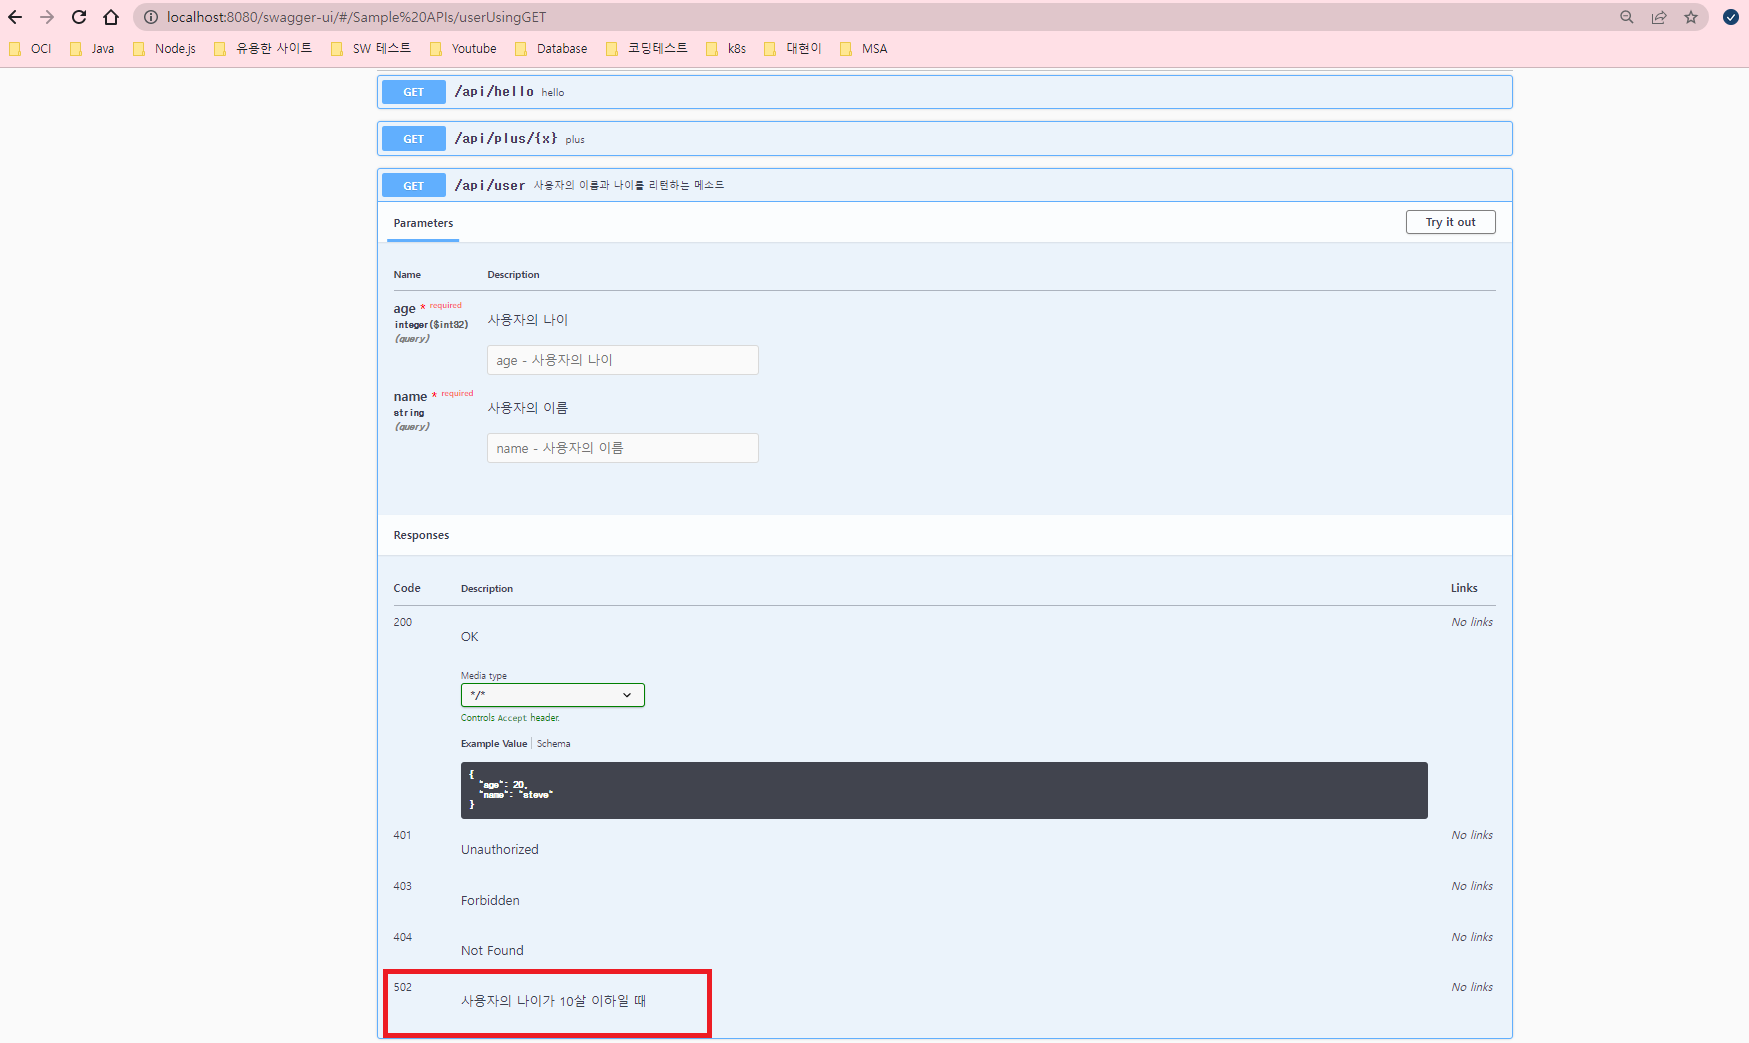 localhost:8080/swagger-ui/#/Sample%20APIs/userUsingGET
OCI Java Node.js 유용한 사이트 SW 테스트 Youtube Database 코딩테스트 k8s 대현이 MSA
GET /api/hello hello
GET /api/plus/{x} plus
GET /api/user 사용자의 이름과 나이를 리턴하는 메소드
Parameters Try it out
Name Description
age * required
integer($int32)
(query)
사용자의 나이
age - 사용자의 나이
name * required
string
(query)
사용자의 이름
name - 사용자의 이름
Responses
Code Description Links
200 No links
OK
Media type
*/*
Controls Accept header.
Example Value Schema
{
"age": 20,
"name": "steve"
}
401 No links
Unauthorized
403 No links
Forbidden
404 No links
Not Found
502 No links
사용자의 나이가 10살 이하일 때